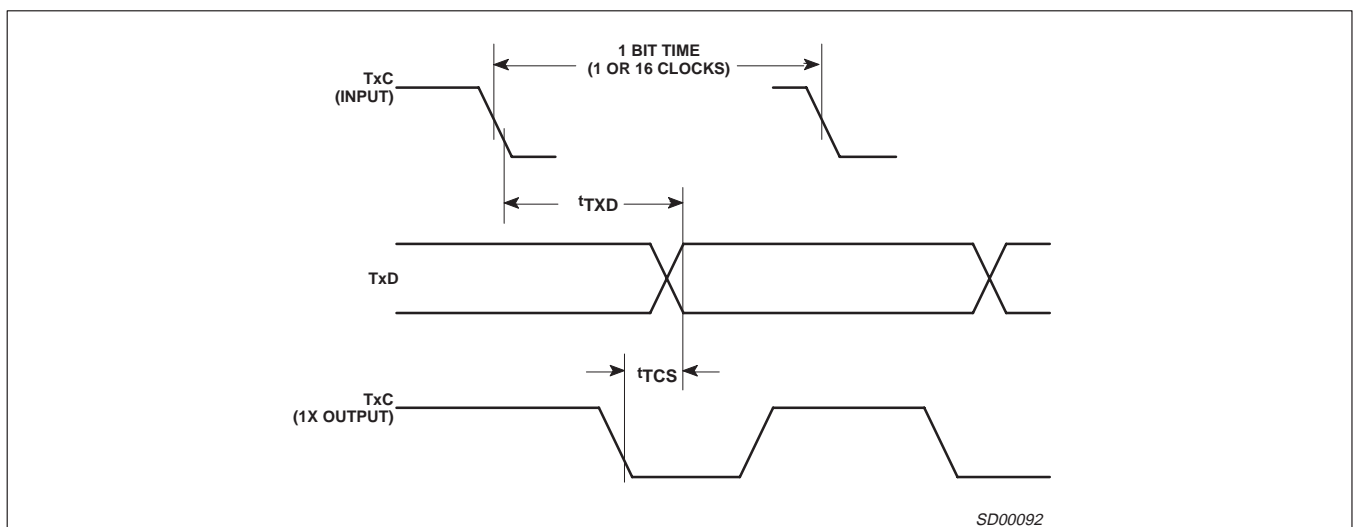 1 BIT TIME
(1 OR 16 CLOCKS)
TxC
(INPUT)
tTXD
TxD
tTCS
TxC
(1X OUTPUT)
SD00092